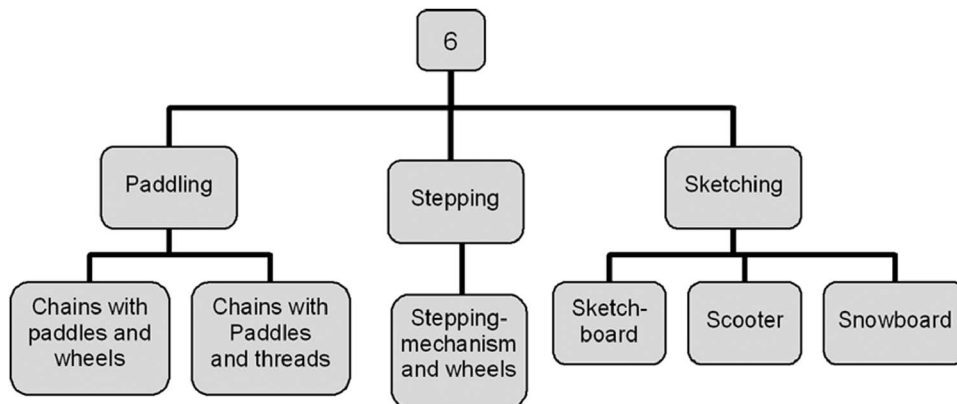 6
Paddling
Stepping
Sketching
Chains with
paddles and
wheels
Chains with
Paddles
and threads
Stepping-
mechanism
and wheels
Sketch-
board
Scooter
Snowboard